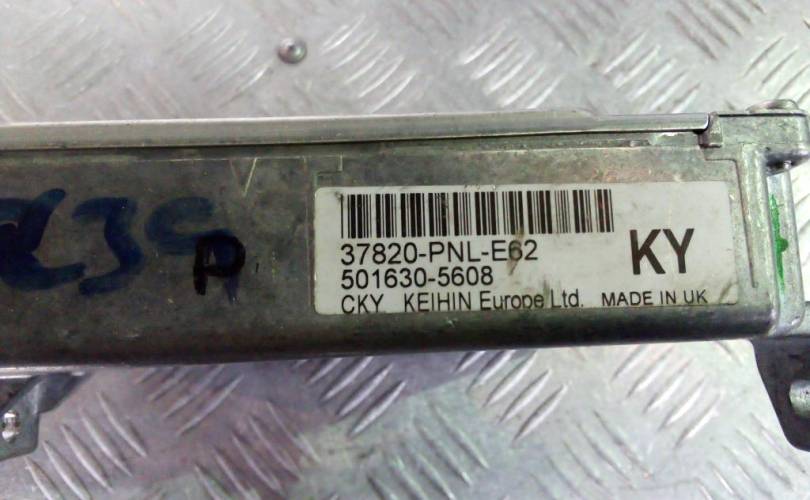 37820-PNL-E62
KY
501630-5608
CKY KEIHIN Europe Ltd. MADE IN UK
P